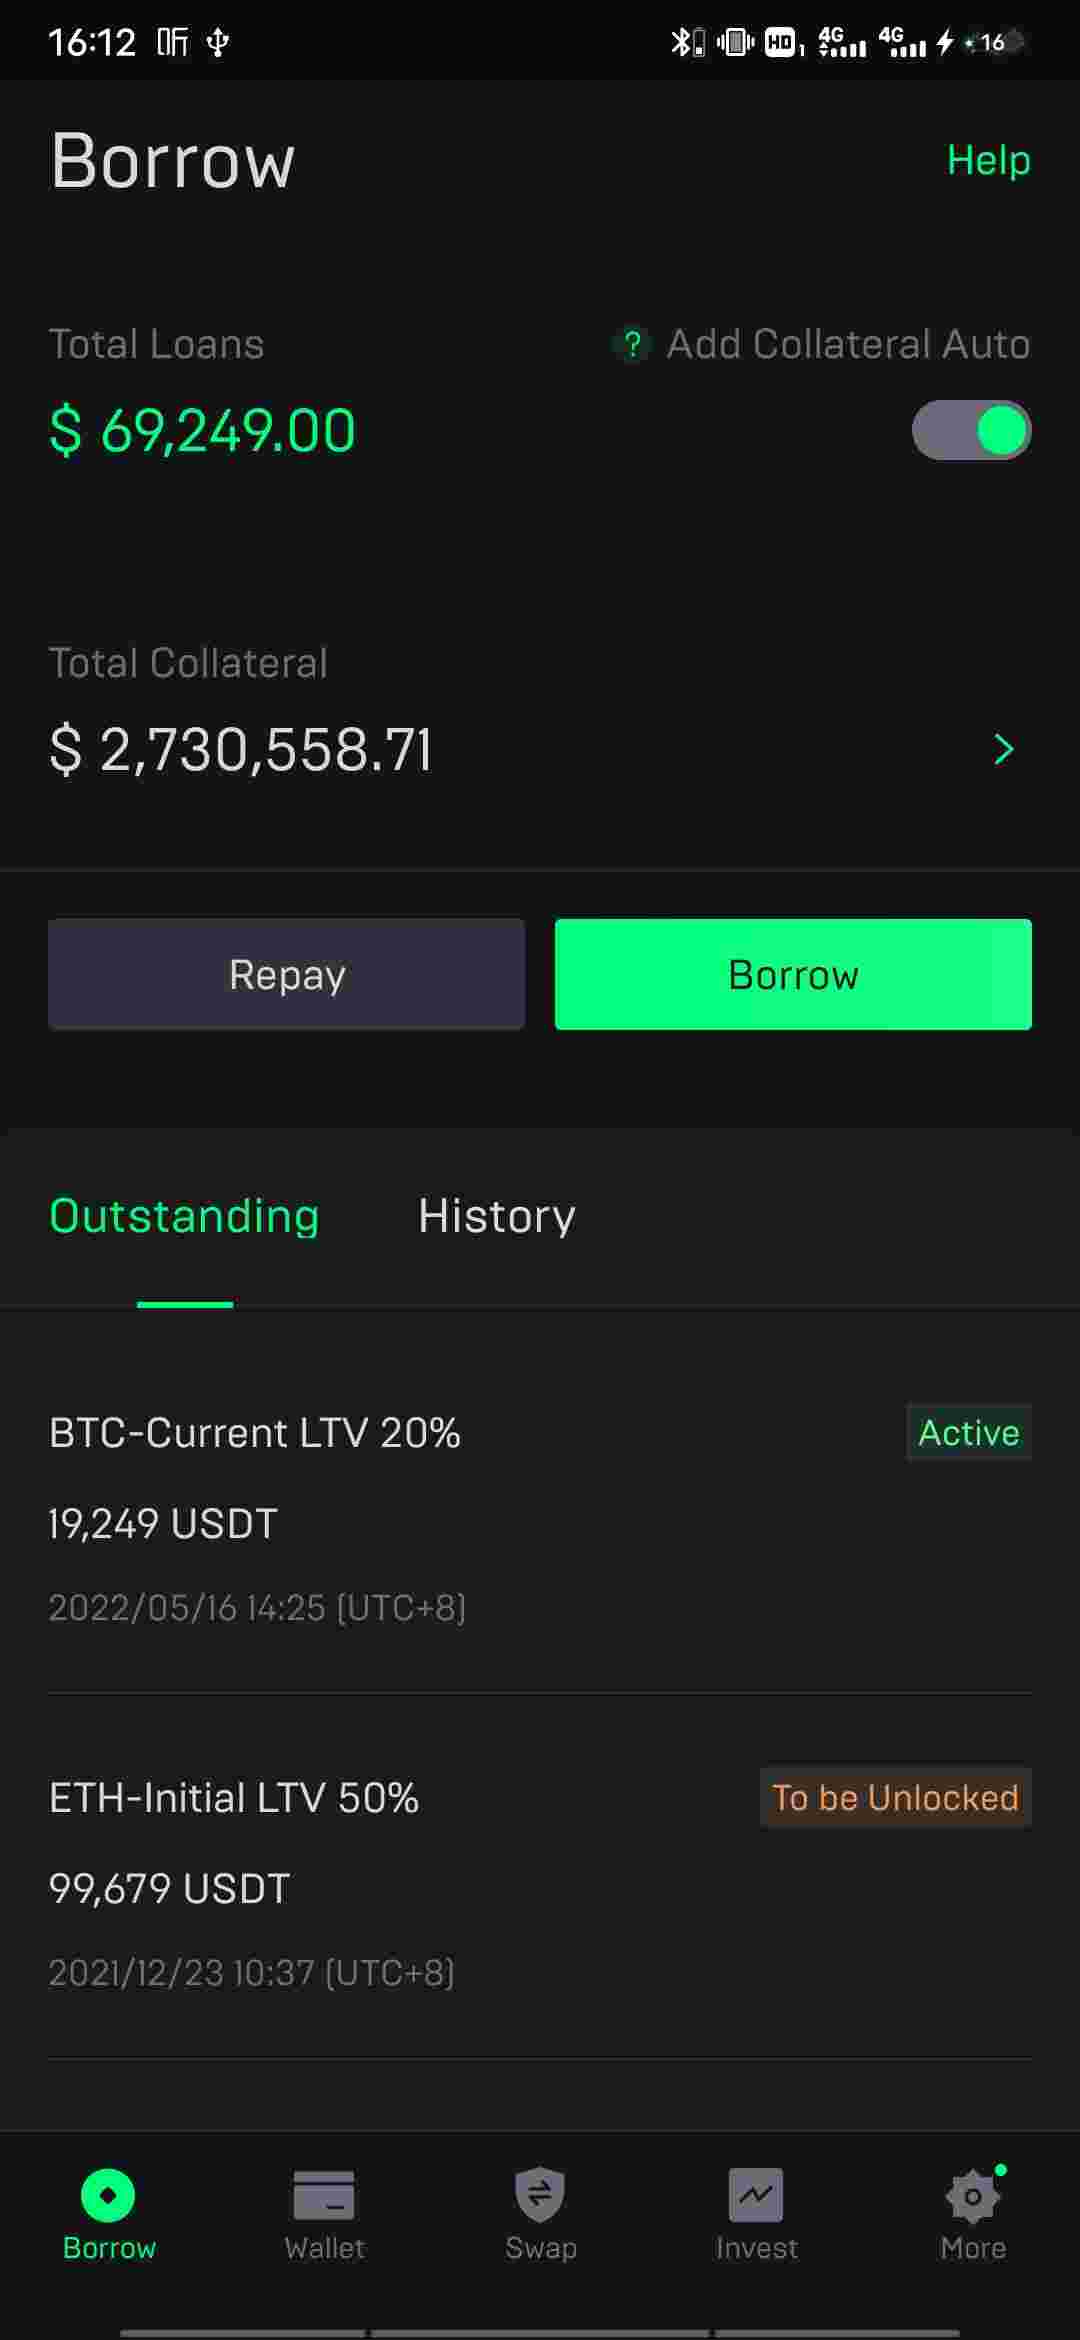 16:12 听 HD 1 4G 4G 16
Borrow
Help
Total Loans
? Add Collateral Auto
$ 69,249.00
Total Collateral
$ 2,730,558.71
Repay
Borrow
Outstanding
History
BTC-Current LTV 20%
Active
19,249 USDT
2022/05/16 14:25 (UTC+8)
ETH-Initial LTV 50%
To be Unlocked
99,679 USDT
2021/12/23 10:37 (UTC+8)
Borrow
Wallet
Swap
Invest
More